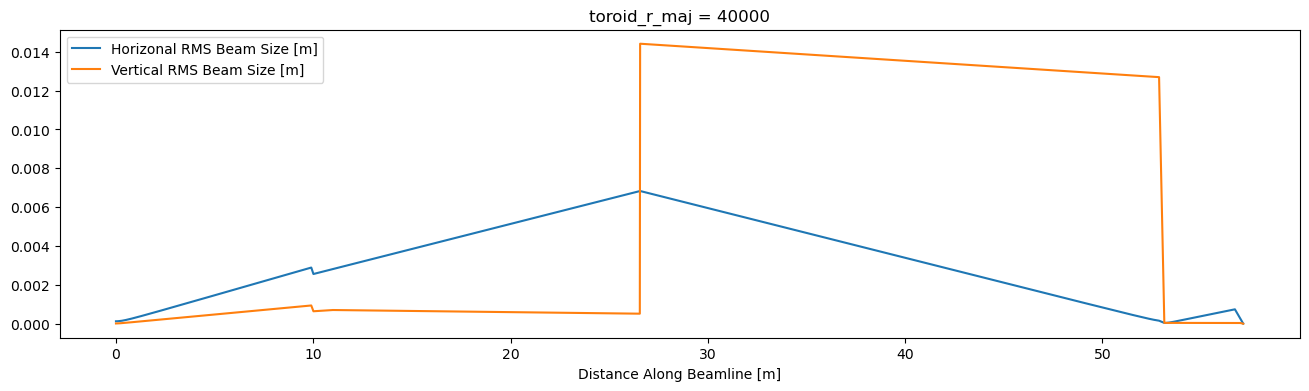 toroid_r_maj = 40000
Horizonal RMS Beam Size [m]
Vertical RMS Beam Size [m]
0.014
0.012
0.010
0.008
0.006
0.004
0.002
0.000
0 10 20 30 40 50
Distance Along Beamline [m]